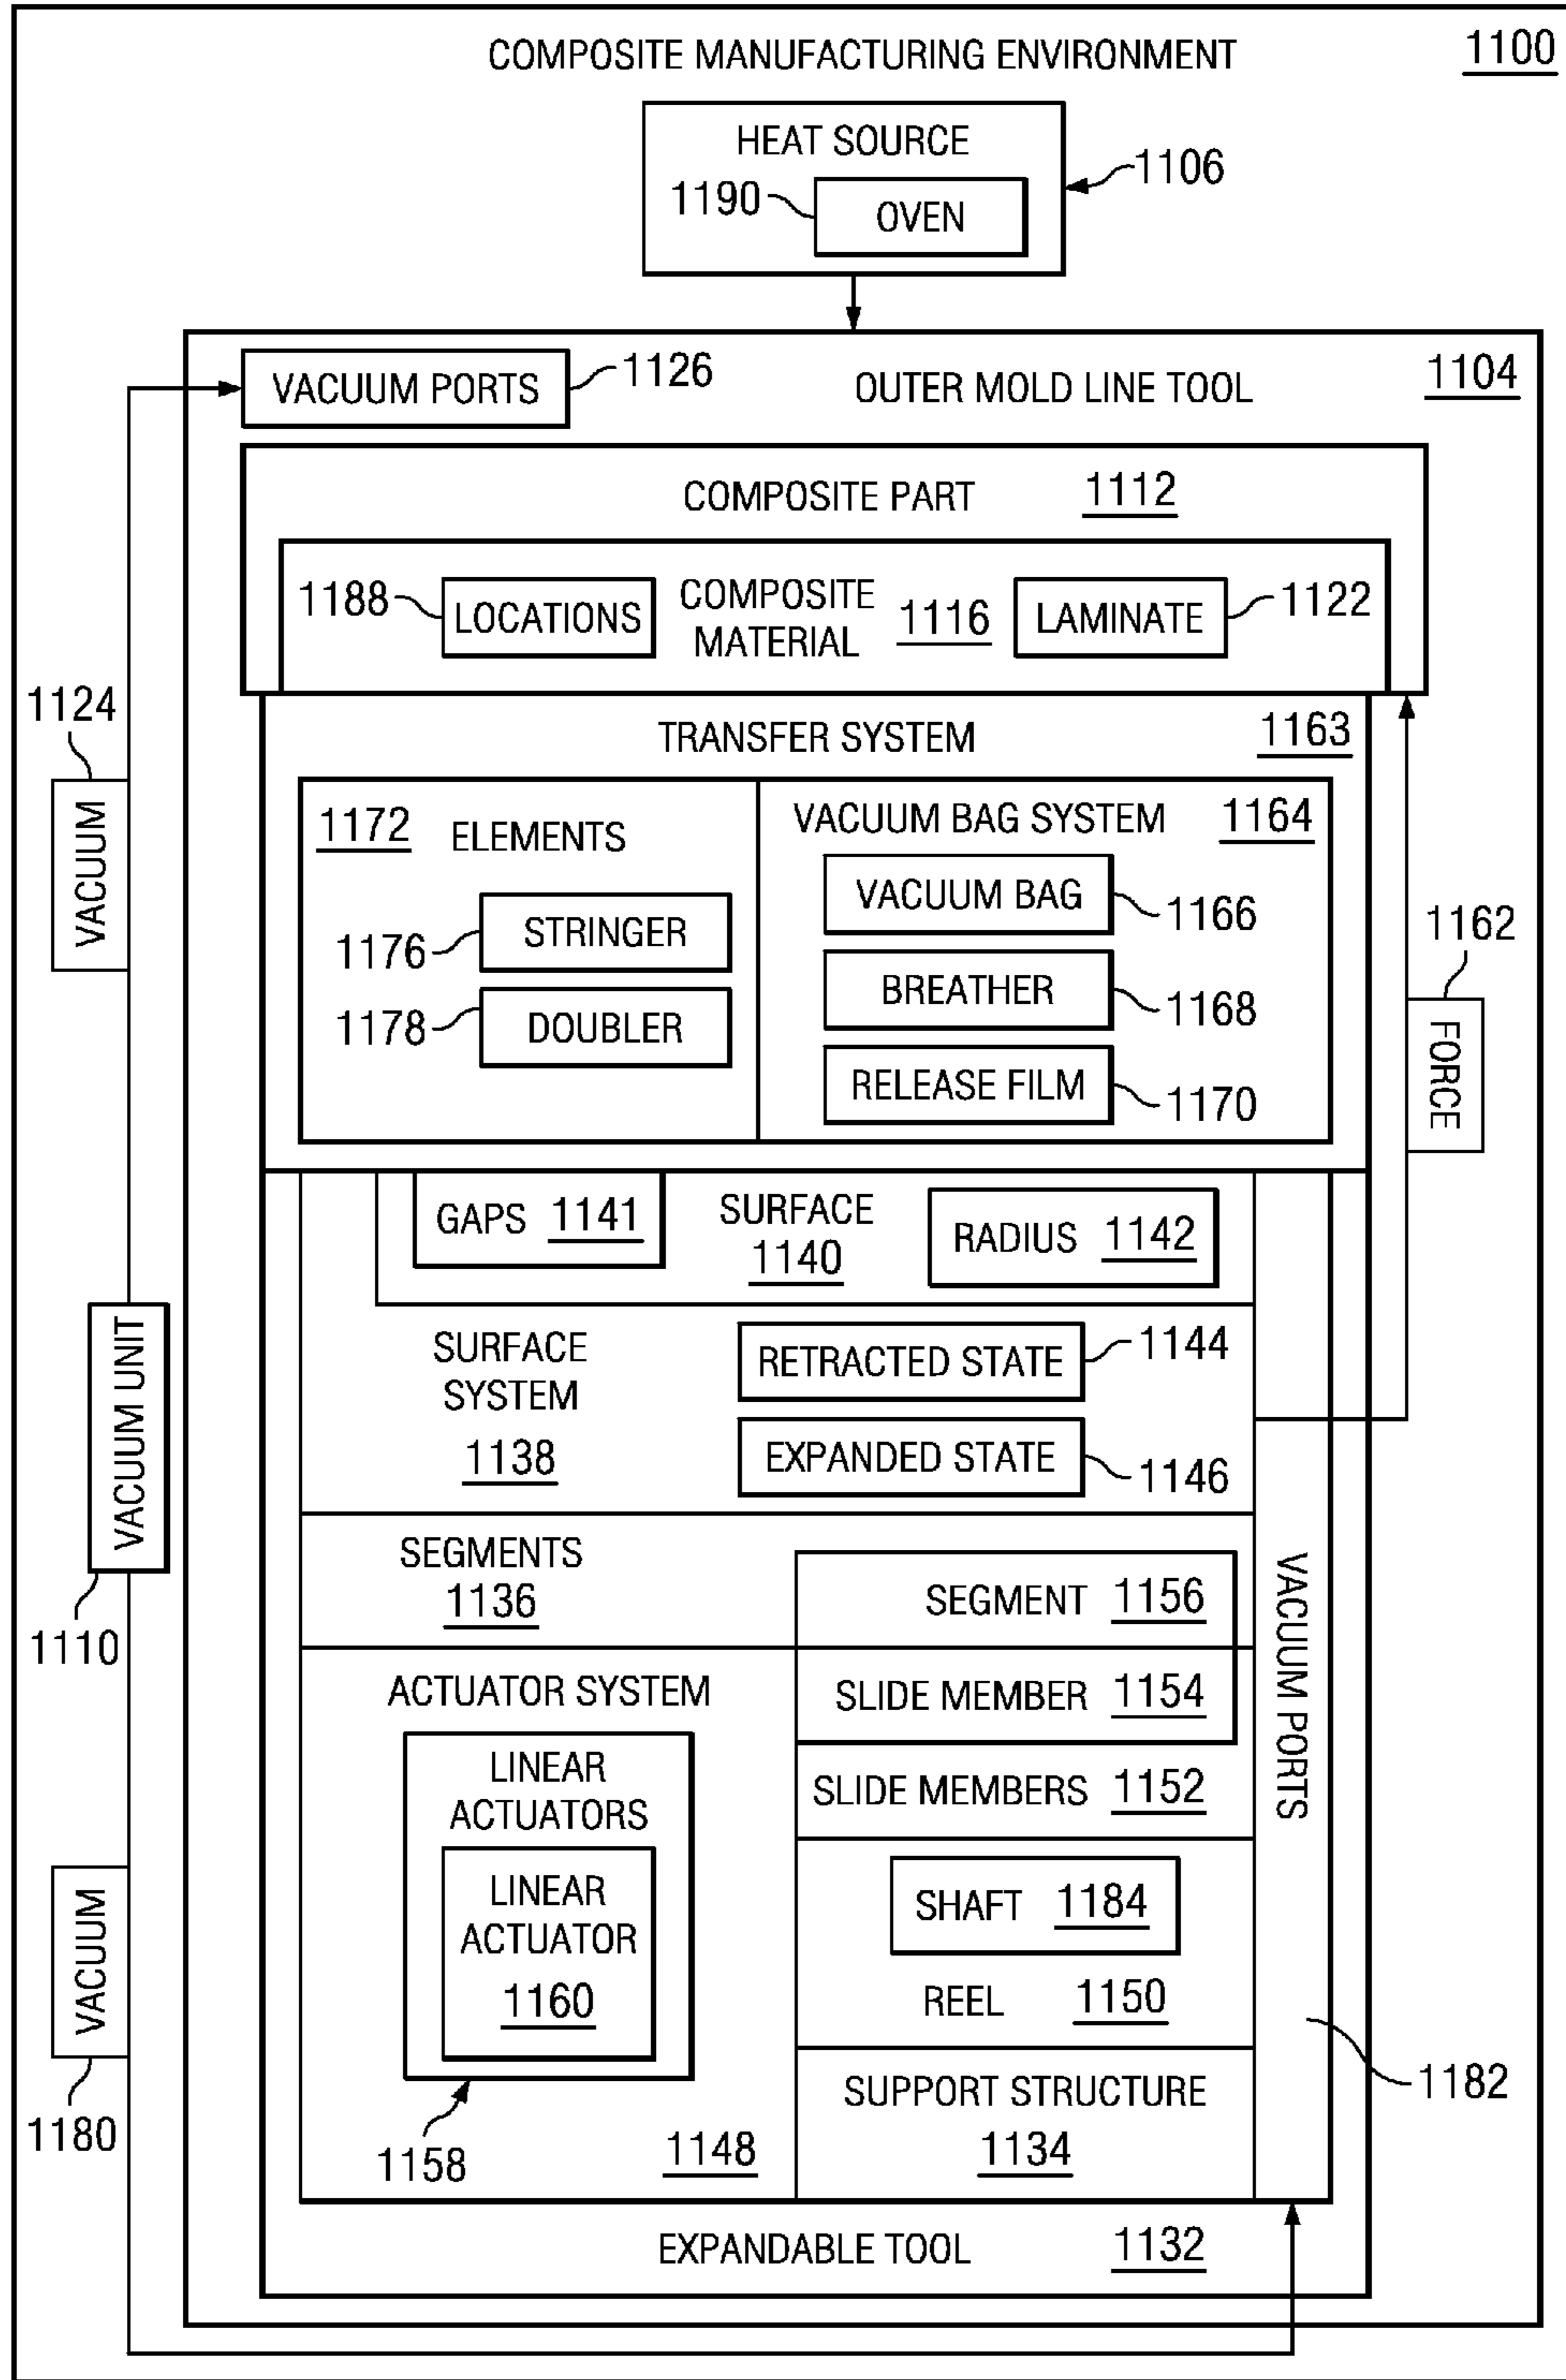 COMPOSITE MANUFACTURING ENVIRONMENT
1100
HEAT SOURCE
1106
1190
OVEN
VACUUM PORTS
1126
OUTER MOLD LINE TOOL
1104
COMPOSITE PART
1112
1188
LOCATIONS
COMPOSITE
MATERIAL
1116
LAMINATE
1122
1124
VACUUM
TRANSFER SYSTEM
1163
1172
ELEMENTS
1176
STRINGER
1178
DOUBLER
VACUUM BAG SYSTEM
1164
VACUUM BAG
1166
BREATHER
1168
RELEASE FILM
1170
1162
FORCE
GAPS 1141
SURFACE
1140
RADIUS 1142
SURFACE
SYSTEM
1138
RETRACTED STATE
1144
EXPANDED STATE
1146
VACUUM UNIT
1110
SEGMENTS
1136
SEGMENT 1156
VACUUM PORTS
1182
ACTUATOR SYSTEM
1148
SLIDE MEMBER 1154
SLIDE MEMBERS 1152
LINEAR
ACTUATORS
LINEAR
ACTUATOR
1160
1158
SHAFT 1184
REEL 1150
SUPPORT STRUCTURE
1134
VACUUM
1180
EXPANDABLE TOOL 1132